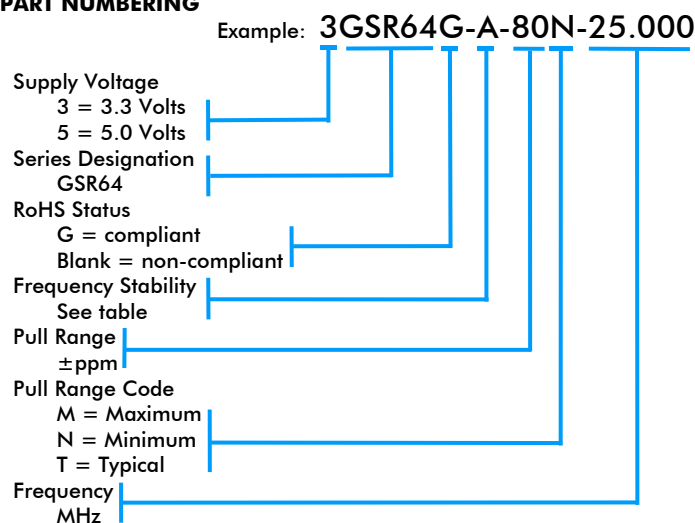 PART NUMBERING
Example: 3GSR64G-A-80N-25.000
Supply Voltage
3 = 3.3 Volts
5 = 5.0 Volts
Series Designation
GSR64
RoHS Status
G = compliant
Blank = non-compliant
Frequency Stability
See table
Pull Range
±ppm
Pull Range Code
M = Maximum
N = Minimum
T = Typical
Frequency
MHz